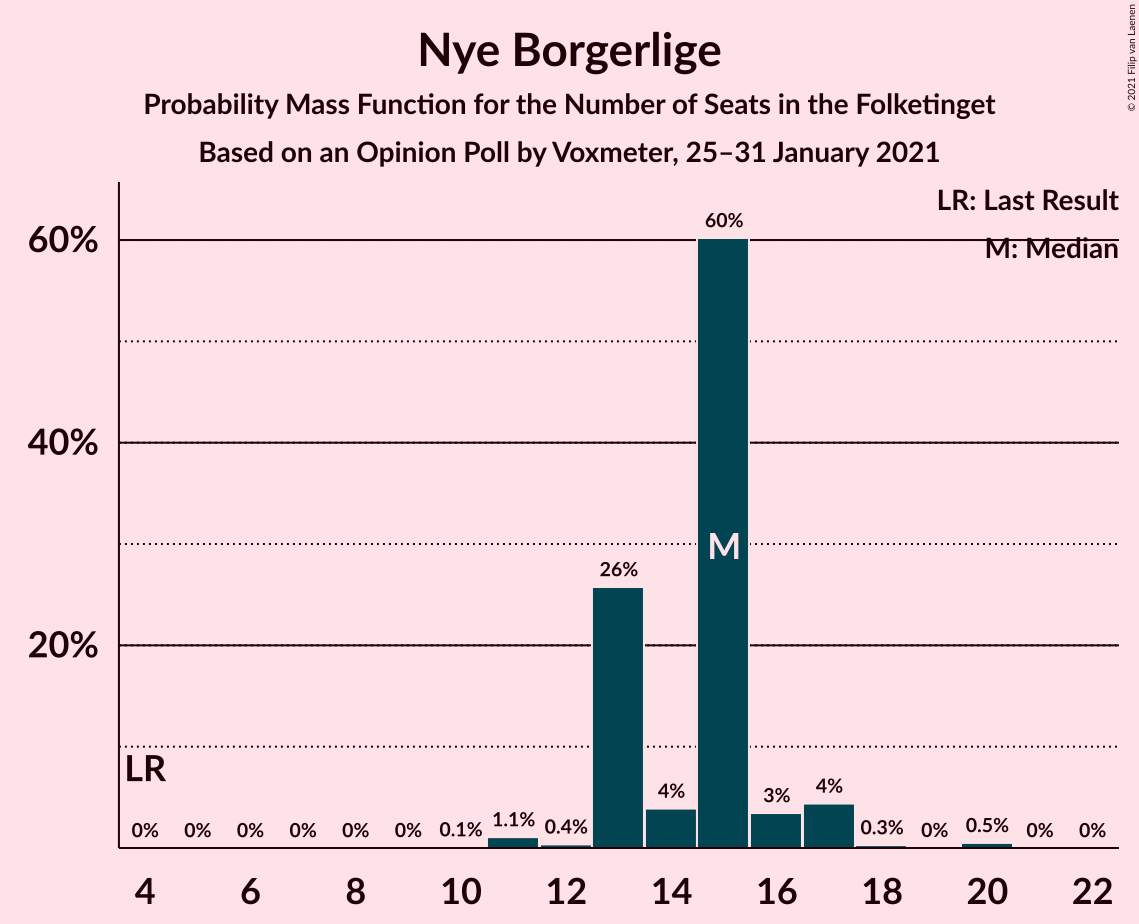 Nye Borgerlige
Probability Mass Function for the Number of Seats in the Folketinget
Based on an Opinion Poll by Voxmeter, 25–31 January 2021
© 2021 Filip van Laenen
LR: Last Result
M: Median
60%
40%
20%
60%
M
26%
LR
0% 0% 0% 0% 0% 0% 0.1% 1.1% 0.4% 4% 3% 4% 0.3% 0% 0.5% 0% 0%
4 6 8 10 12 14 16 18 20 22